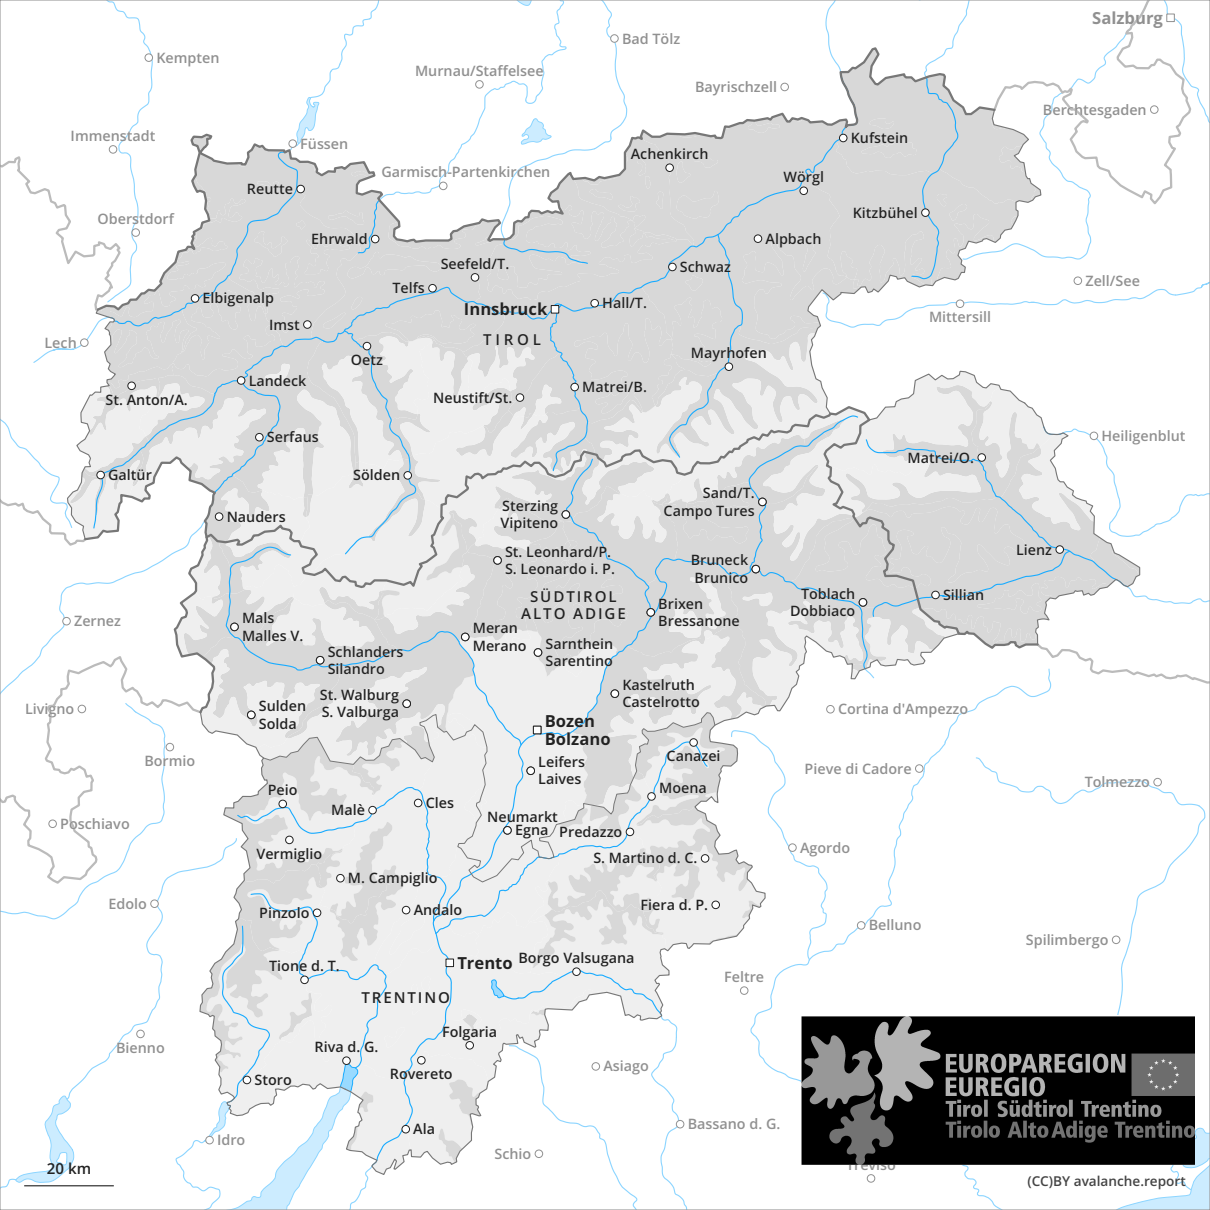 Salzburg
Bad Tölz
Kempten
Murnau/Staffelsee
Bayrischzell
Berchtesgaden
Immenstadt
Füssen
Kufstein
Achenkirch
Garmisch-Partenkirchen
Wörgl
Reutte
Oberstdorf
Kitzbühel
Ehrwald
Alpbach
Seefeld/T.
Schwaz
Zell/See
Telfs
Elbigenalp
Hall/T.
Innsbruck
Mittersill
Imst
TIROL
Lech
Oetz
Mayrhofen
Landeck
Matrei/B.
St. Anton/A.
Neustift/St.
Serfaus
Heiligenblut
Matrei/O.
Galtür
Sölden
Sand/T.
Campo Tures
Sterzing
Vipiteno
Nauders
Lienz
St. Leonhard/P.
S. Leonardo i. P.
Bruneck
Brunico
SÜDTIROL
ALTO ADIGE
Toblach
Dobbiaco
Sillian
Brixen
Bressanone
Zernez
Mals
Malles V.
Meran
Merano
Sarnthein
Sarentino
Schlanders
Silandro
Kastelruth
Castelrotto
St. Walburg
S. Valburga
Livigno
Sulden
Solda
Cortina d'Ampezzo
Bozen
Bolzano
Bormio
Canazei
Leifers
Laives
Pieve di Cadore
Tolmezzo
Peio
Moena
Malè
Cles
Neumarkt
Egna
Predazzo
Poschiavo
Vermiglio
Agordo
S. Martino d. C.
M. Campiglio
Edolo
Pinzolo
Andalo
Fiera d. P.
Belluno
Spilimbergo
Trento
Borgo Valsugana
Tione d. T.
Feltre
TRENTINO
Folgaria
Bienno
Riva d. G.
Rovereto
Asiago
Storo
EUROPAREGION
EUREGIO
Tirol Südtirol Trentino
Tirolo Alto Adige Trentino
Ala
Bassano d. G.
Idro
Schio
Treviso
20 km
(CC)BY avalanche.report